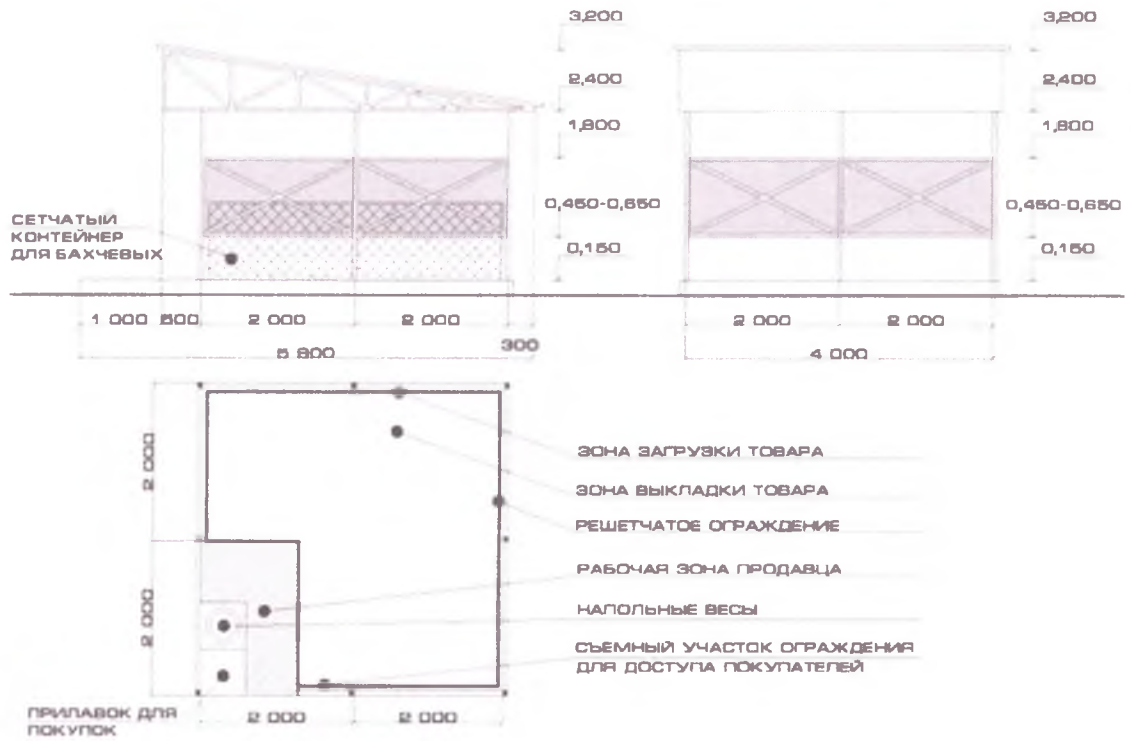 3,200
3,200
2,400
2,400
1,800
1,800
0,450-0,650
0,450-0,650
СЕТЧАТЫЙ
КОНТЕЙНЕР
ДЛЯ БАХЧЕВЫХ
0,150
0,150
1 000 500 2 000 2 000
2 000 2 000
300
5 800
4 000
2 000
ЗОНА ЗАГРУЗКИ ТОВАРА
ЗОНА ВЫКЛАДКИ ТОВАРА
РЕШЕТЧАТОЕ ОГРАЖДЕНИЕ
РАБОЧАЯ ЗОНА ПРОДАВЦА
2 000
НАПОЛЬНЫЕ ВЕСЫ
СЪЕМНЫЙ УЧАСТОК ОГРАЖДЕНИЯ
ДЛЯ ДОСТУПА ПОКУПАТЕЛЕЙ
ПРИЛАВОК ДЛЯ
ПОКУПОК
2 000 2 000